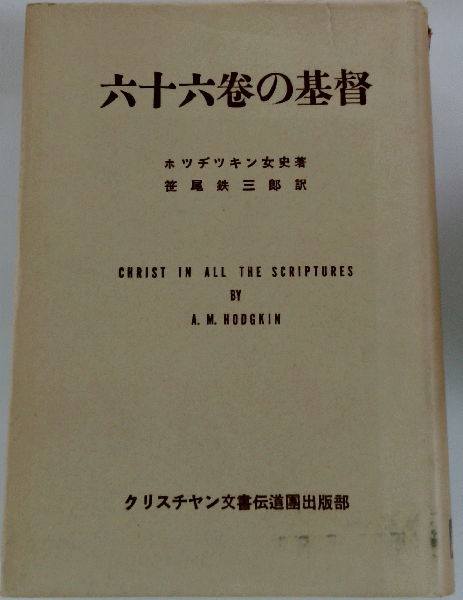 六十六巻の基督
ホツヂツキン女史著
笹尾鉄三郎訳
CHRIST IN ALL THE SCRIPTURES
BY
A. M. HODGKIN
クリスチヤン文書伝道團出版部